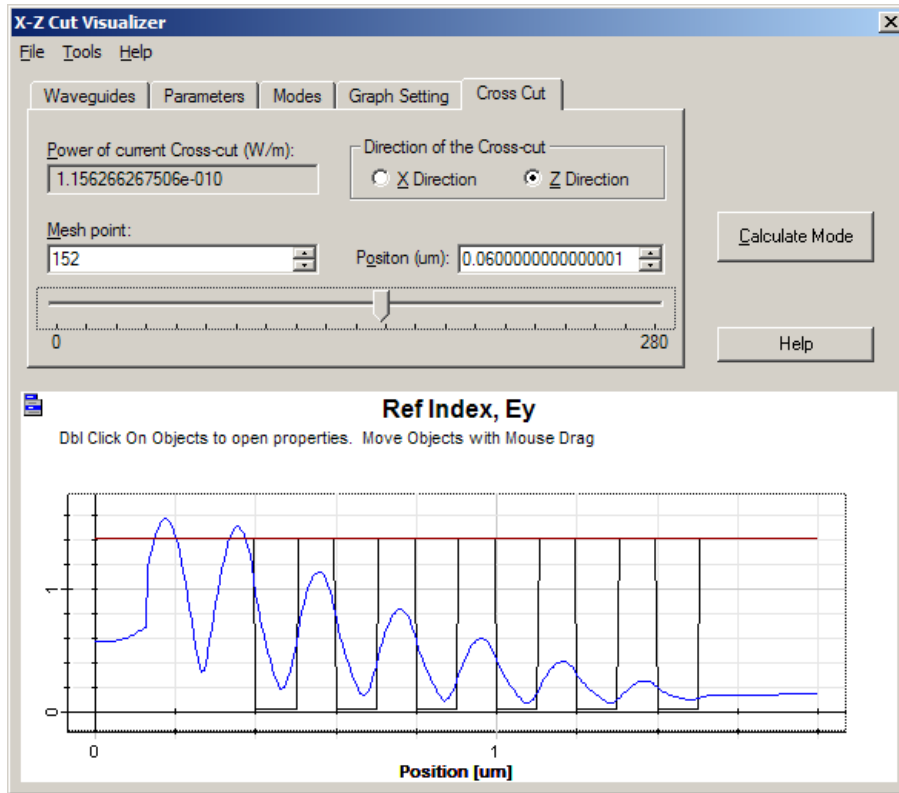 X-Z Cut Visualizer
File Tools Help
Waveguides Parameters Modes Graph Setting Cross Cut
Power of current Cross-cut (W/m):
1.156266267506e-010
Direction of the Cross-cut
X Direction Z Direction
Mesh point:
152
Positon (um): 0.0600000000000001
0 280
Calculate Mode
Help
Ref Index, Ey
Dbl Click On Objects to open properties. Move Objects with Mouse Drag
1
0
0 1
Position [um]